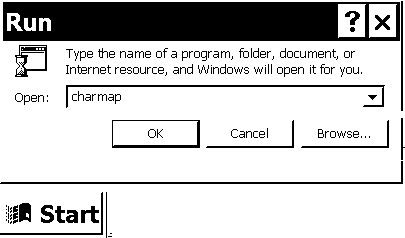 Run
Type the name of a program, folder, document, or
Internet resource, and Windows will open it for you.
Open: charmap
OK Cancel Browse...
Start